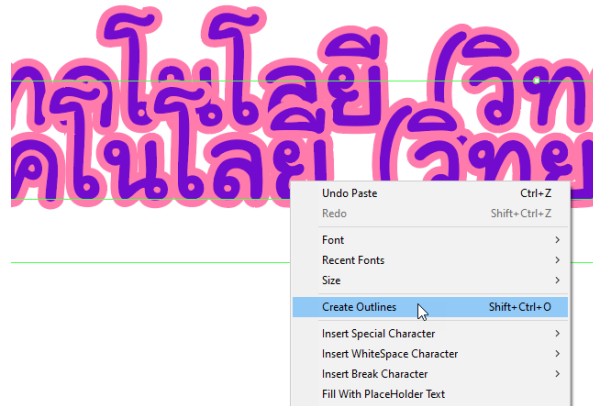 ทคโนโลยี (วิท
คโนโลยี (วิทย
Undo Paste Ctrl+Z
Redo Shift+Ctrl+Z
Font >
Recent Fonts >
Size >
Create Outlines Shift+Ctrl+O
Insert Special Character >
Insert WhiteSpace Character >
Insert Break Character >
Fill With PlaceHolder Text